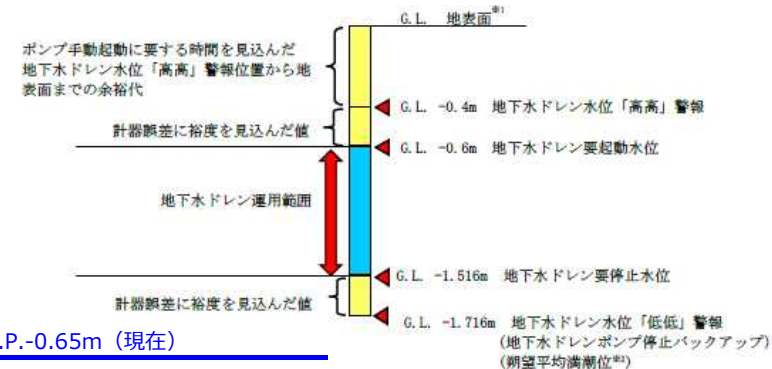 G.L. 地表面※1
ポンプ手動起動に要する時間を見込んだ
地下水ドレン水位「高高」警報位置から地
表面までの余裕代
G.L. -0.4m 地下水ドレン水位「高高」警報
計器誤差に裕度を見込んだ値
G.L. -0.6m 地下水ドレン要起動水位
地下水ドレン運用範囲
G.L. -1.516m 地下水ドレン要停止水位
計器誤差に裕度を見込んだ値
G.L. -1.716m 地下水ドレン水位「低低」警報
(地下水ドレンポンプ停止バックアップ)
(朔望平均満潮位※2)
.P.-0.65m（現在）